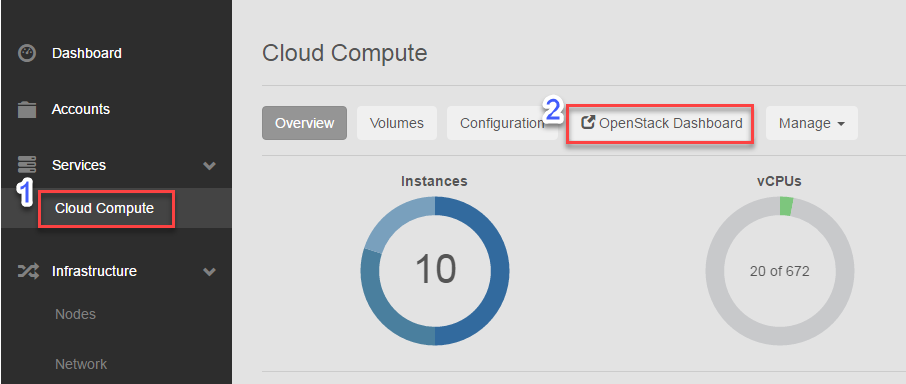 Dashboard
Accounts
Services
1
Cloud Compute
Infrastructure
Nodes
Network
Cloud Compute
Overview
Volumes
Configuration
2
OpenStack Dashboard
Manage
Instances
10
vCPUs
20 of 672